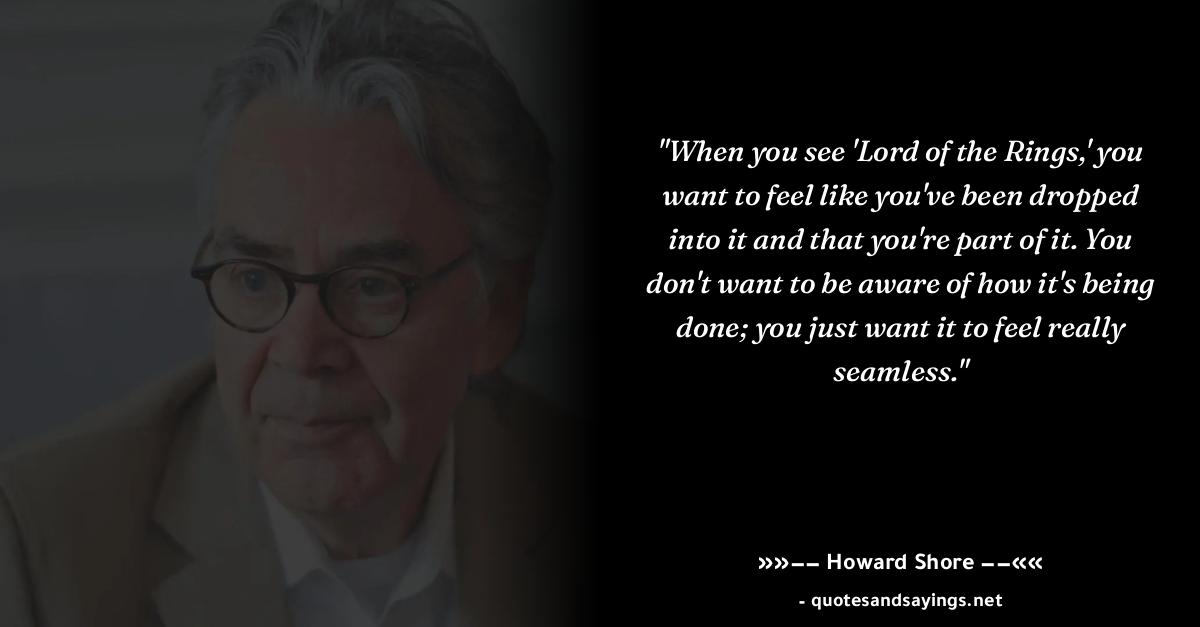 "When you see 'Lord of the Rings,' you
want to feel like you've been dropped
into it and that you're part of it. You
don't want to be aware of how it's being
done; you just want it to feel really
seamless."
»»−− Howard Shore −−««
- quotesandsayings.net